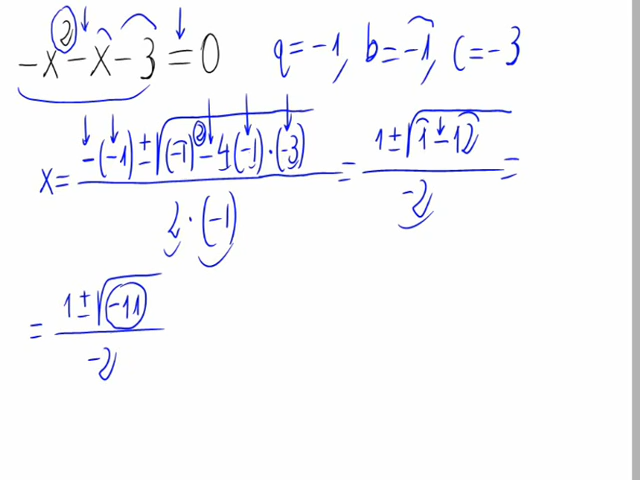 -x² - x - 3 = 0   a = -1, b = -1, c = -3
x = (-(-1) ± √((-1)² - 4(-1)·(-3))) / (2·(-1)) = (1 ± √(1 - 12)) / -2 =
= (1 ± √(-11)) / -2